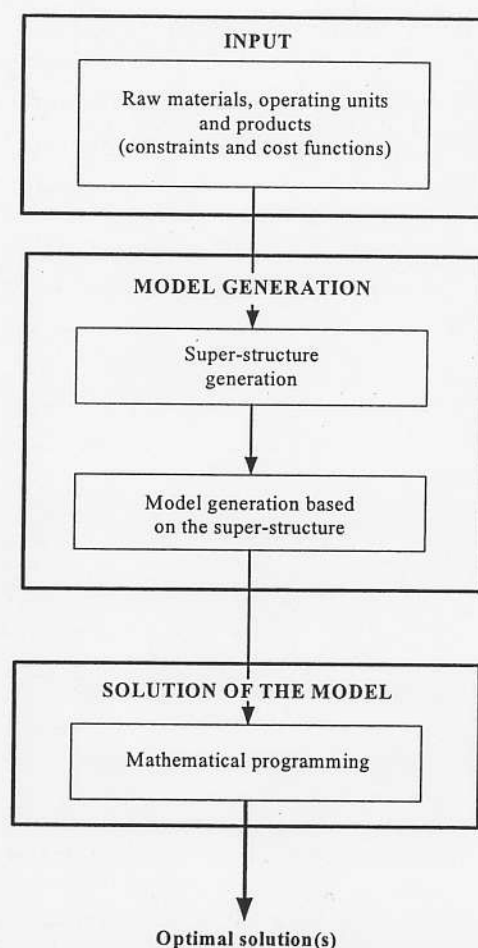 INPUT
Raw materials, operating units
and products
(constraints and cost functions)
MODEL GENERATION
Super-structure
generation
Model generation based
on the super-structure
SOLUTION OF THE MODEL
Mathematical programming
Optimal solution(s)